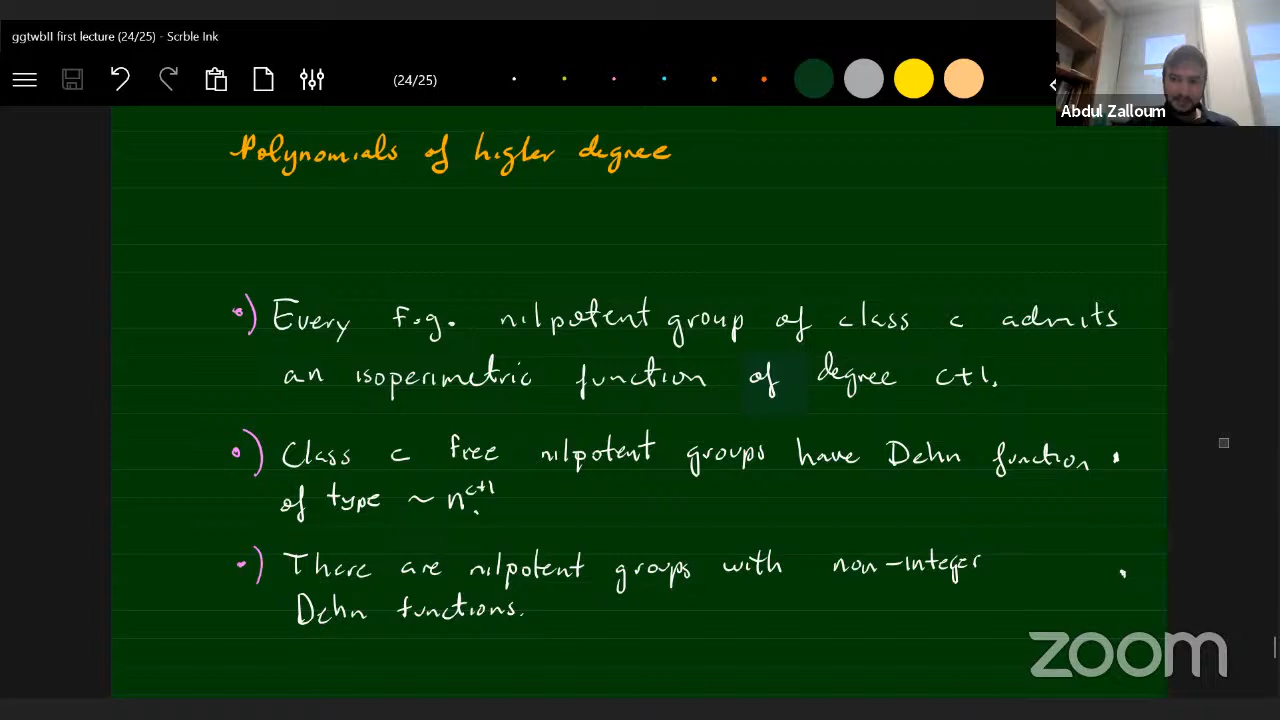 ggtwbII first lecture (24/25) - Scrble Ink
(24/25)
Abdul Zalloum
Polynomials of higher degree
•) Every f.g. nilpotent group of class c admits
an isoperimetric function of degree c+1.
•) Class c free nilpotent groups have Dehn function
of type ~ n^{c+1}.
•) There are nilpotent groups with non-integer
Dehn functions.
zoom